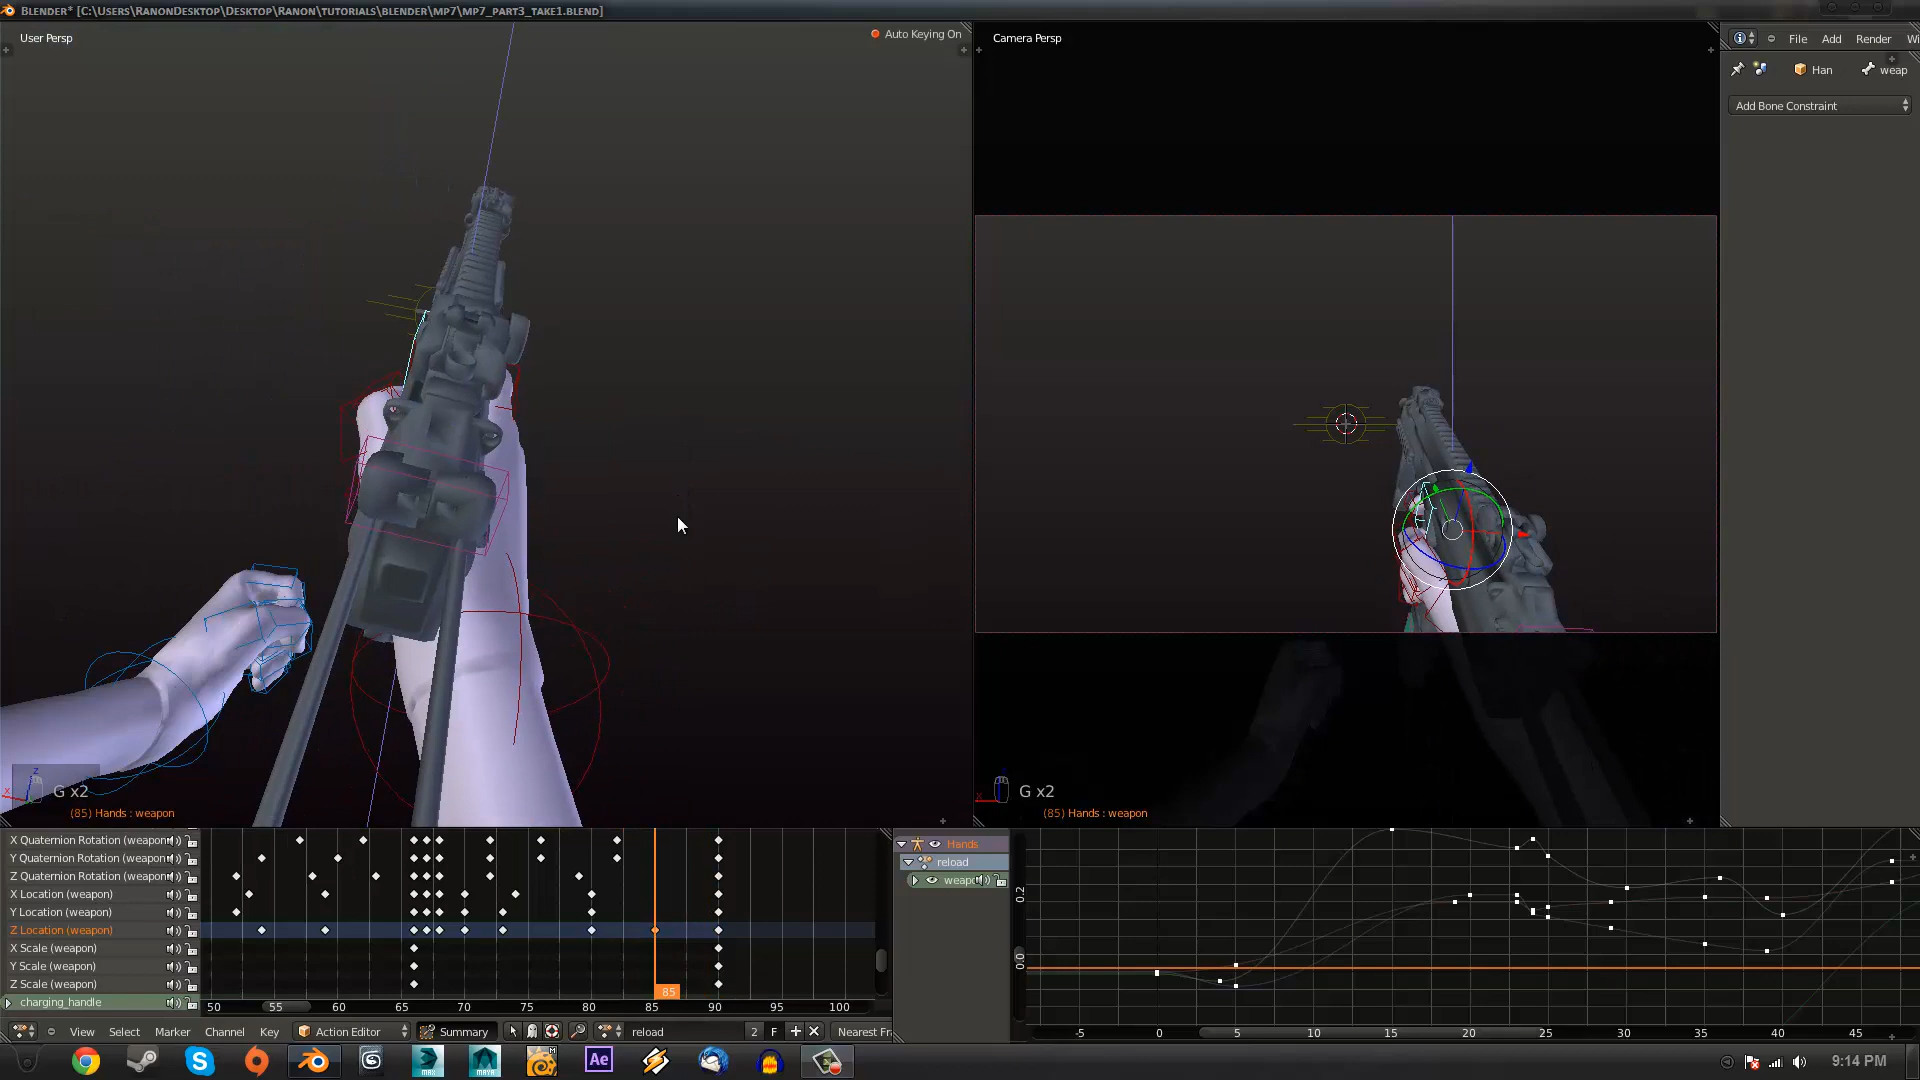 BLENDER* [C:\USERS\RANONDESKTOP\DESKTOP\RANON\TUTORIALS\BLENDER\MP7\MP7_PART3_TAKE1.BLEND]
User Persp
Auto Keying On
Camera Persp
File Add Render Wi
Han weap
Add Bone Constraint
G x2
(85) Hands : weapon
G x2
(85) Hands : weapon
X Quaternion Rotation (weapon
Y Quaternion Rotation (weapon
Z Quaternion Rotation (weapon
X Location (weapon)
Y Location (weapon)
Z Location (weapon)
X Scale (weapon)
Y Scale (weapon)
Z Scale (weapon)
charging_handle
50 55 60 65 70 75 80 85 90 95 100
85
Hands
reload
weapo
0.2
0.0
-5 0 5 10 15 20 25 30 35 40 45
View Select Marker Channel Key Action Editor Summary reload 2 F Nearest Fr
MAX
MAYA
Ae
9:14 PM